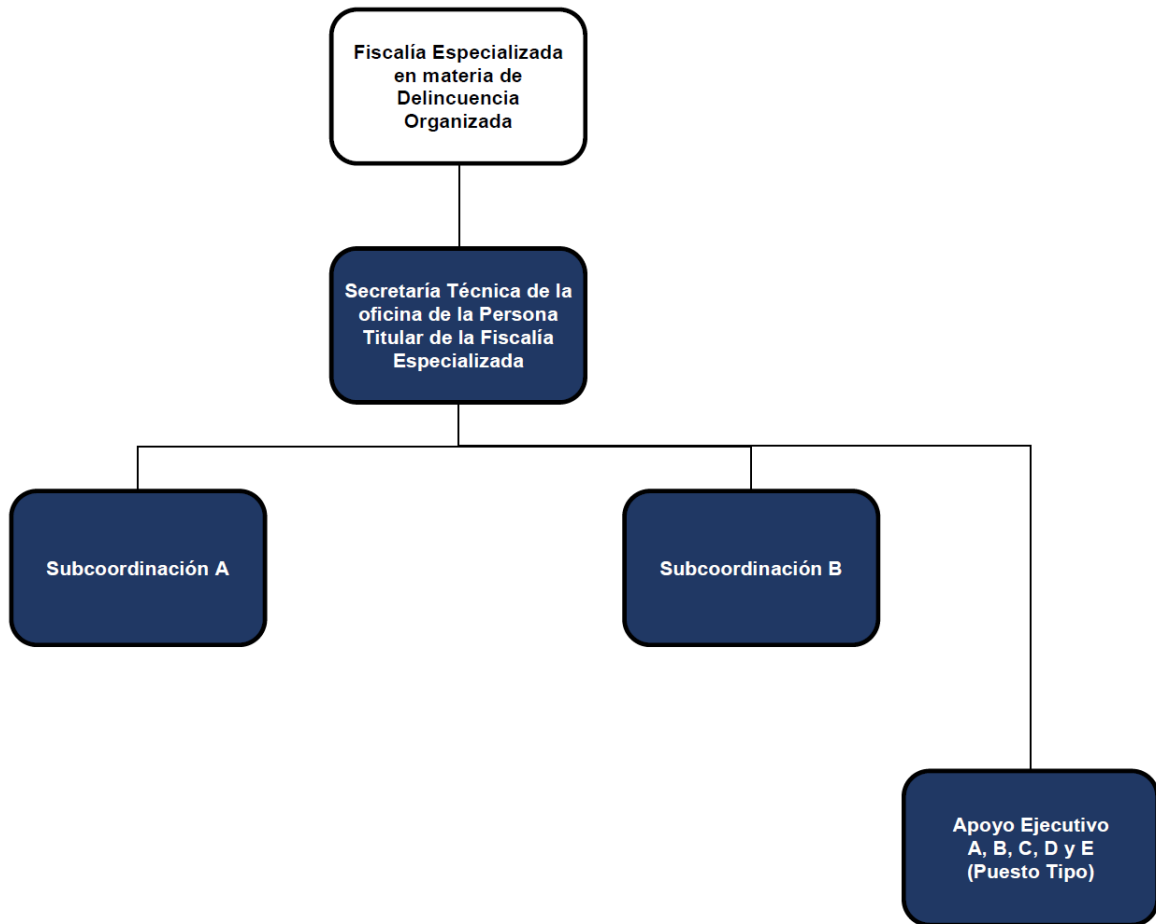 Fiscalía Especializada
en materia de
Delincuencia
Organizada
Secretaría Técnica de la
oficina de la Persona
Titular de la Fiscalía
Especializada
Subcoordinación A
Subcoordinación B
Apoyo Ejecutivo
A, B, C, D y E
(Puesto Tipo)